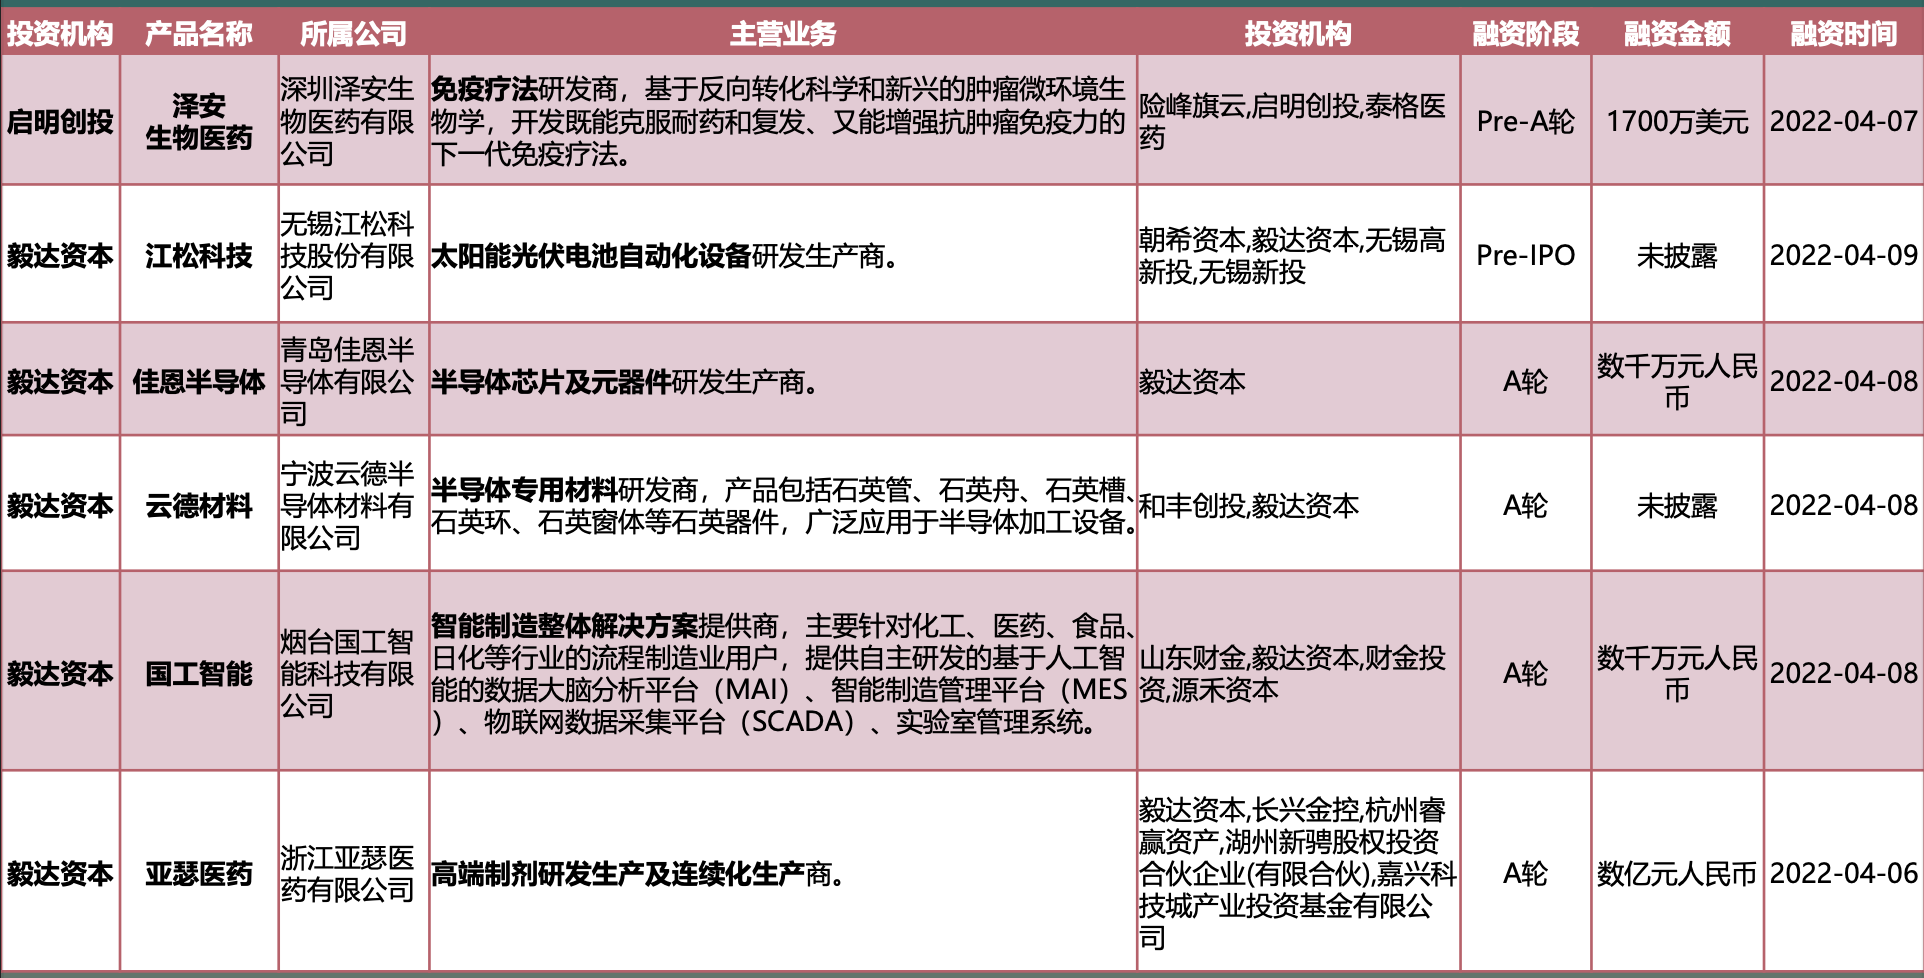 投资机构 产品名称 所属公司 主营业务 投资机构 融资阶段 融资金额 融资时间
启明创投
泽安
生物医药
深圳泽安生
物医药有限
公司
免疫疗法研发商，基于反向转化科学和新兴的肿瘤微环境生
物学，开发既能克服耐药和复发、又能增强抗肿瘤免疫力的
下一代免疫疗法。
险峰旗云,启明创投,泰格医
药
Pre-A轮
1700万美元
2022-04-07
毅达资本
江松科技
无锡江松科
技股份有限
公司
太阳能光伏电池自动化设备研发生产商。
朝希资本,毅达资本,无锡高
新投,无锡新投
Pre-IPO
未披露
2022-04-09
毅达资本
佳恩半导体
青岛佳恩半
导体有限公
司
半导体芯片及元器件研发生产商。
毅达资本
A轮
数千万元人民
币
2022-04-08
毅达资本
云德材料
宁波云德半
导体材料有
限公司
半导体专用材料研发商，产品包括石英管、石英舟、石英槽、
石英环、石英窗体等石英器件，广泛应用于半导体加工设备。
和丰创投,毅达资本
A轮
未披露
2022-04-08
毅达资本
国工智能
烟台国工智
能科技有限
公司
智能制造整体解决方案提供商，主要针对化工、医药、食品、
日化等行业的流程制造业用户，提供自主研发的基于人工智
能的数据大脑分析平台（MAI）、智能制造管理平台（MES
）、物联网数据采集平台（SCADA）、实验室管理系统。
山东财金,毅达资本,财金投
资,源禾资本
A轮
数千万元人民
币
2022-04-08
毅达资本
亚瑟医药
浙江亚瑟医
药有限公司
高端制剂研发生产及连续化生产商。
毅达资本,长兴金控,杭州睿
赢资产,湖州新骋股权投资
合伙企业(有限合伙),嘉兴科
技城产业投资基金有限公
司
A轮
数亿元人民币
2022-04-06